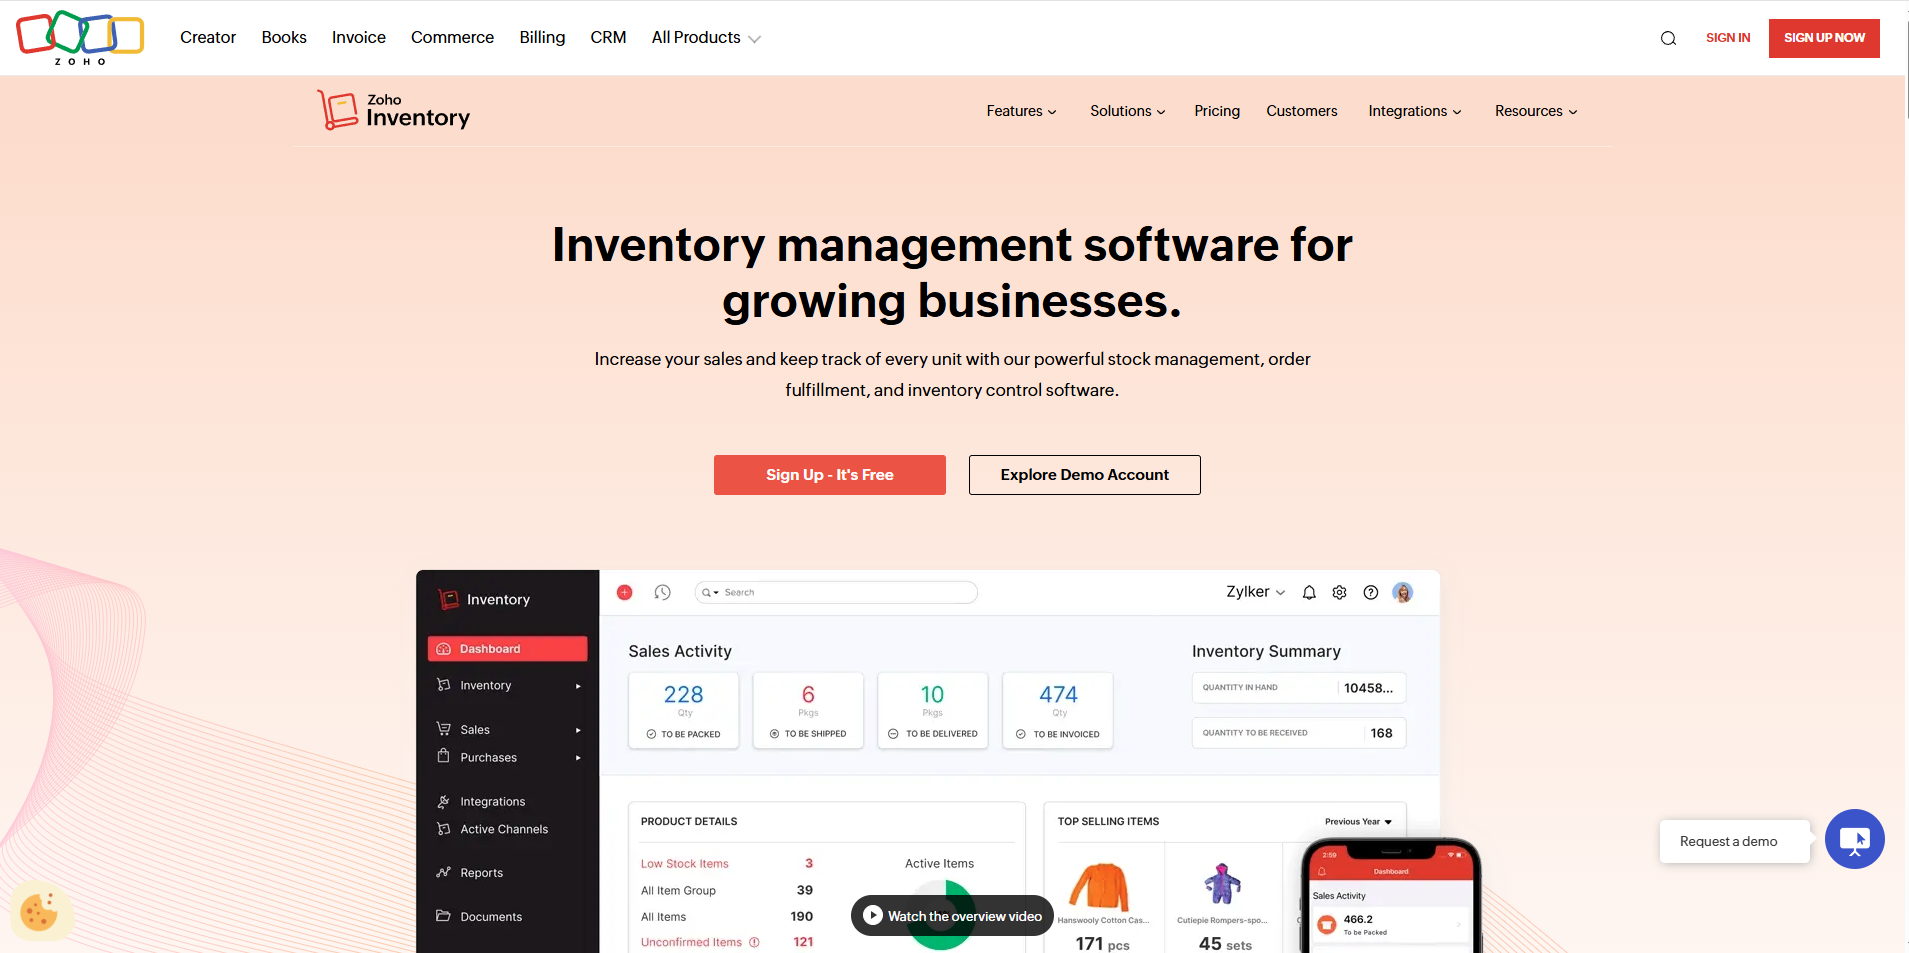 ZOHO
Creator Books Invoice Commerce Billing CRM All Products
SIGN IN
SIGN UP NOW
Zoho
Inventory
Features Solutions Pricing Customers Integrations Resources
Inventory management software for
growing businesses.
Increase your sales and keep track of every unit with our powerful stock management, order
fulfillment, and inventory control software.
Sign Up - It's Free
Explore Demo Account
Inventory
Dashboard
Inventory
Sales
Purchases
Integrations
Active Channels
Reports
Documents
Search
Zylker
Sales Activity
228
Qty
TO BE PACKED
6
Pkgs
TO BE SHIPPED
10
Pkgs
TO BE DELIVERED
474
Qty
TO BE INVOICED
Inventory Summary
QUANTITY IN HAND 10458...
QUANTITY TO BE RECEIVED 168
PRODUCT DETAILS
Low Stock Items 3
All Item Group 39
All Items 190
Unconfirmed Items 121
Active Items
Watch the overview video
TOP SELLING ITEMS
Previous Year
Hanswooly Cotton Cas...
171 pcs
Cutiepie Rompers-spo...
45 sets
2:59
Dashboard
Sales Activity
466.2
To be Packed
Request a demo